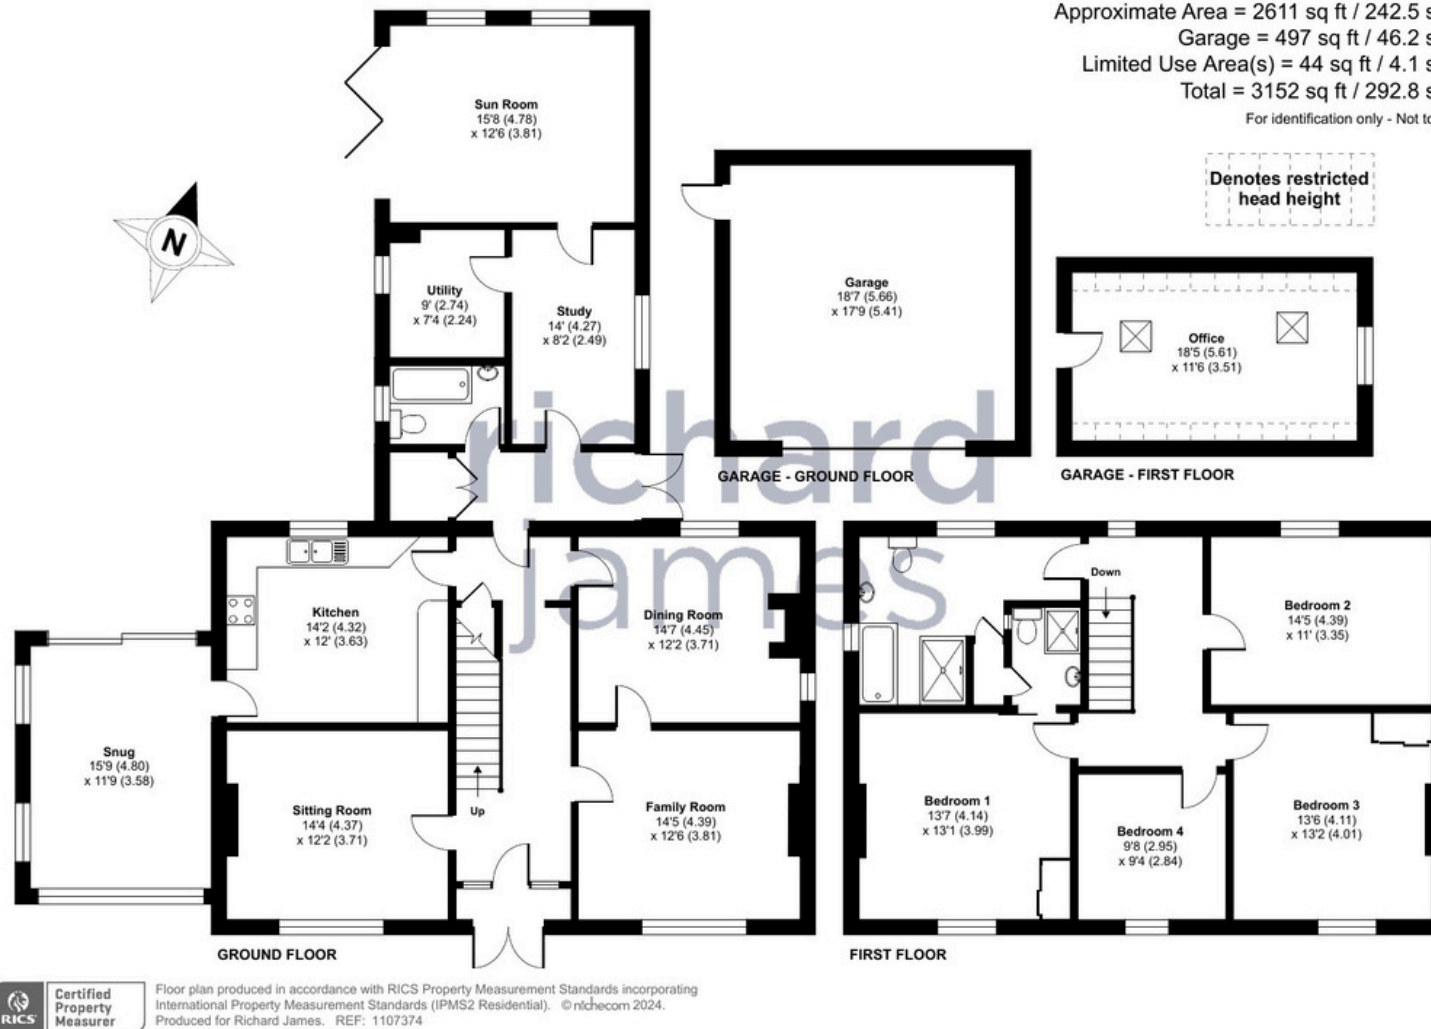 Approximate Area = 2611 sq ft / 242.5 s
Garage = 497 sq ft / 46.2 s
Limited Use Area(s) = 44 sq ft / 4.1 s
Total = 3152 sq ft / 292.8 s
For identification only - Not to
Denotes restricted
head height
Sun Room
15'8 (4.78)
x 12'6 (3.81)
N
Utility
9' (2.74)
x 7'4 (2.24)
Study
14' (4.27)
x 8'2 (2.49)
Garage
18'7 (5.66)
x 17'9 (5.41)
Office
18'5 (5.61)
x 11'6 (3.51)
richard
james
GARAGE - GROUND FLOOR
GARAGE - FIRST FLOOR
Kitchen
14'2 (4.32)
x 12' (3.63)
Dining Room
14'7 (4.45)
x 12'2 (3.71)
Snug
15'9 (4.80)
x 11'9 (3.58)
Sitting Room
14'4 (4.37)
x 12'2 (3.71)
Up
Family Room
14'5 (4.39)
x 12'6 (3.81)
GROUND FLOOR
Down
Bedroom 2
14'5 (4.39)
x 11' (3.35)
Bedroom 1
13'7 (4.14)
x 13'1 (3.99)
Bedroom 4
9'8 (2.95)
x 9'4 (2.84)
Bedroom 3
13'6 (4.11)
x 13'2 (4.01)
FIRST FLOOR
RICS
Certified
Property
Measurer
Floor plan produced in accordance with RICS Property Measurement Standards incorporating
International Property Measurement Standards (IPMS2 Residential). © nichecom 2024.
Produced for Richard James. REF: 1107374